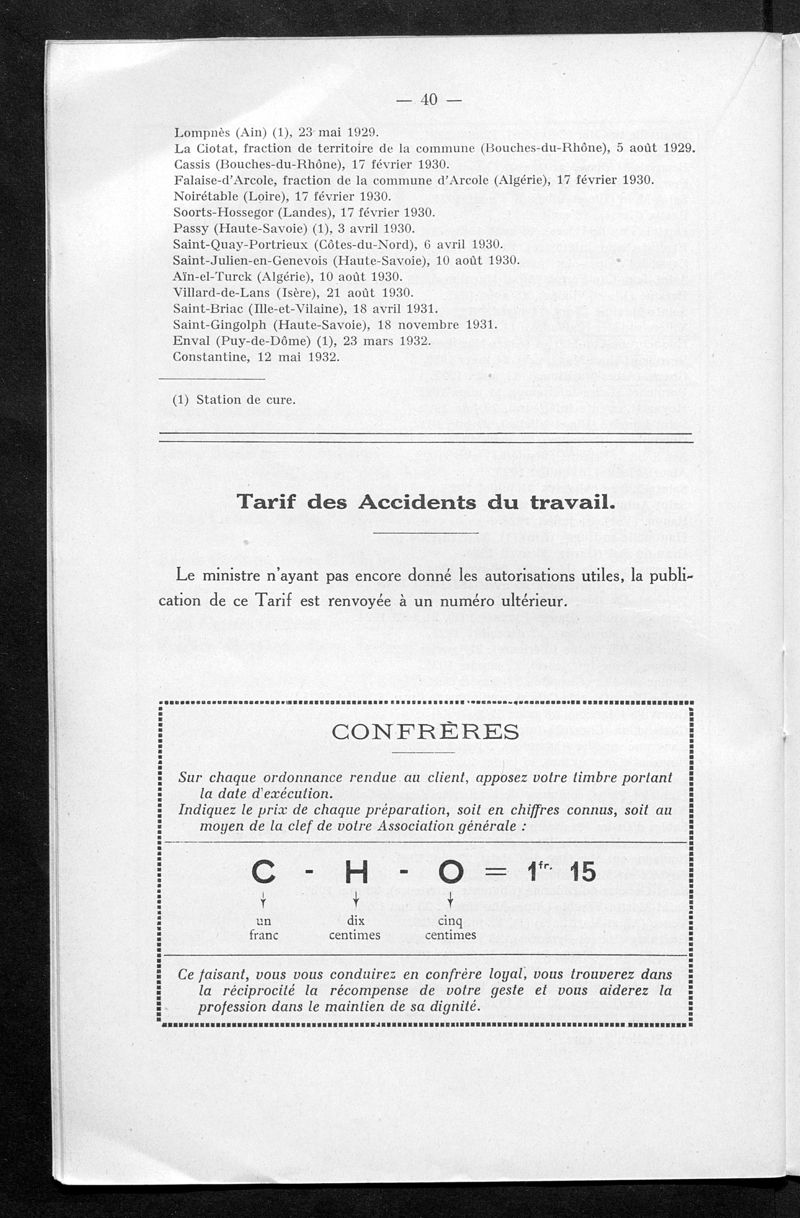 — 40 —
Lompnès (Ain) (1), 23 mai 1929.
La Ciotat, fraction de territoire de la commune (Bouches-du-Rhône), 5 août 1929.
Cassis (Bouches-du-Rhône), 17 février 1930.
Falaise-d'Arcole, fraction de la commune d'Arcole (Algérie), 17 février 1930.
Noirétable (Loire), 17 février 1930.
Soorts-Hossegor (Landes), 17 février 1930.
Passy (Haute-Savoie) (1), 3 avril 1930.
Saint-Quay-Portrieux (Côtes-du-Nord), 6 avril 1930.
Saint-Julien-en-Genevois (Haute-Savoie), 10 août 1930.
Aïn-el-Turck (Algérie), 10 août 1930.
Villard-de-Lans (Isère), 21 août 1930.
Saint-Briac (Ille-et-Vilaine), 18 avril 1931.
Saint-Gingolph (Haute-Savoie), 18 novembre 1931.
Enval (Puy-de-Dôme) (1), 23 mars 1932.
Constantine, 12 mai 1932.
(1) Station de cure.
Tarif des Accidents du travail.
Le ministre n'ayant pas encore donné les autorisations utiles, la publi-
cation de ce Tarif est renvoyée à un numéro ultérieur.
CONFRÈRES
Sur chaque ordonnance rendue au client, apposez votre timbre portant
la date d'exécution.
Indiquez le prix de chaque préparation, soit en chiffres connus, soit au
moyen de la clef de votre Association générale :
C - H - O = 1fr. 15
un dix cinq
franc centimes centimes
Ce faisant, vous vous conduirez en confrère loyal, vous trouverez dans
la réciprocité la récompense de votre geste et vous aiderez la
profession dans le maintien de sa dignité.